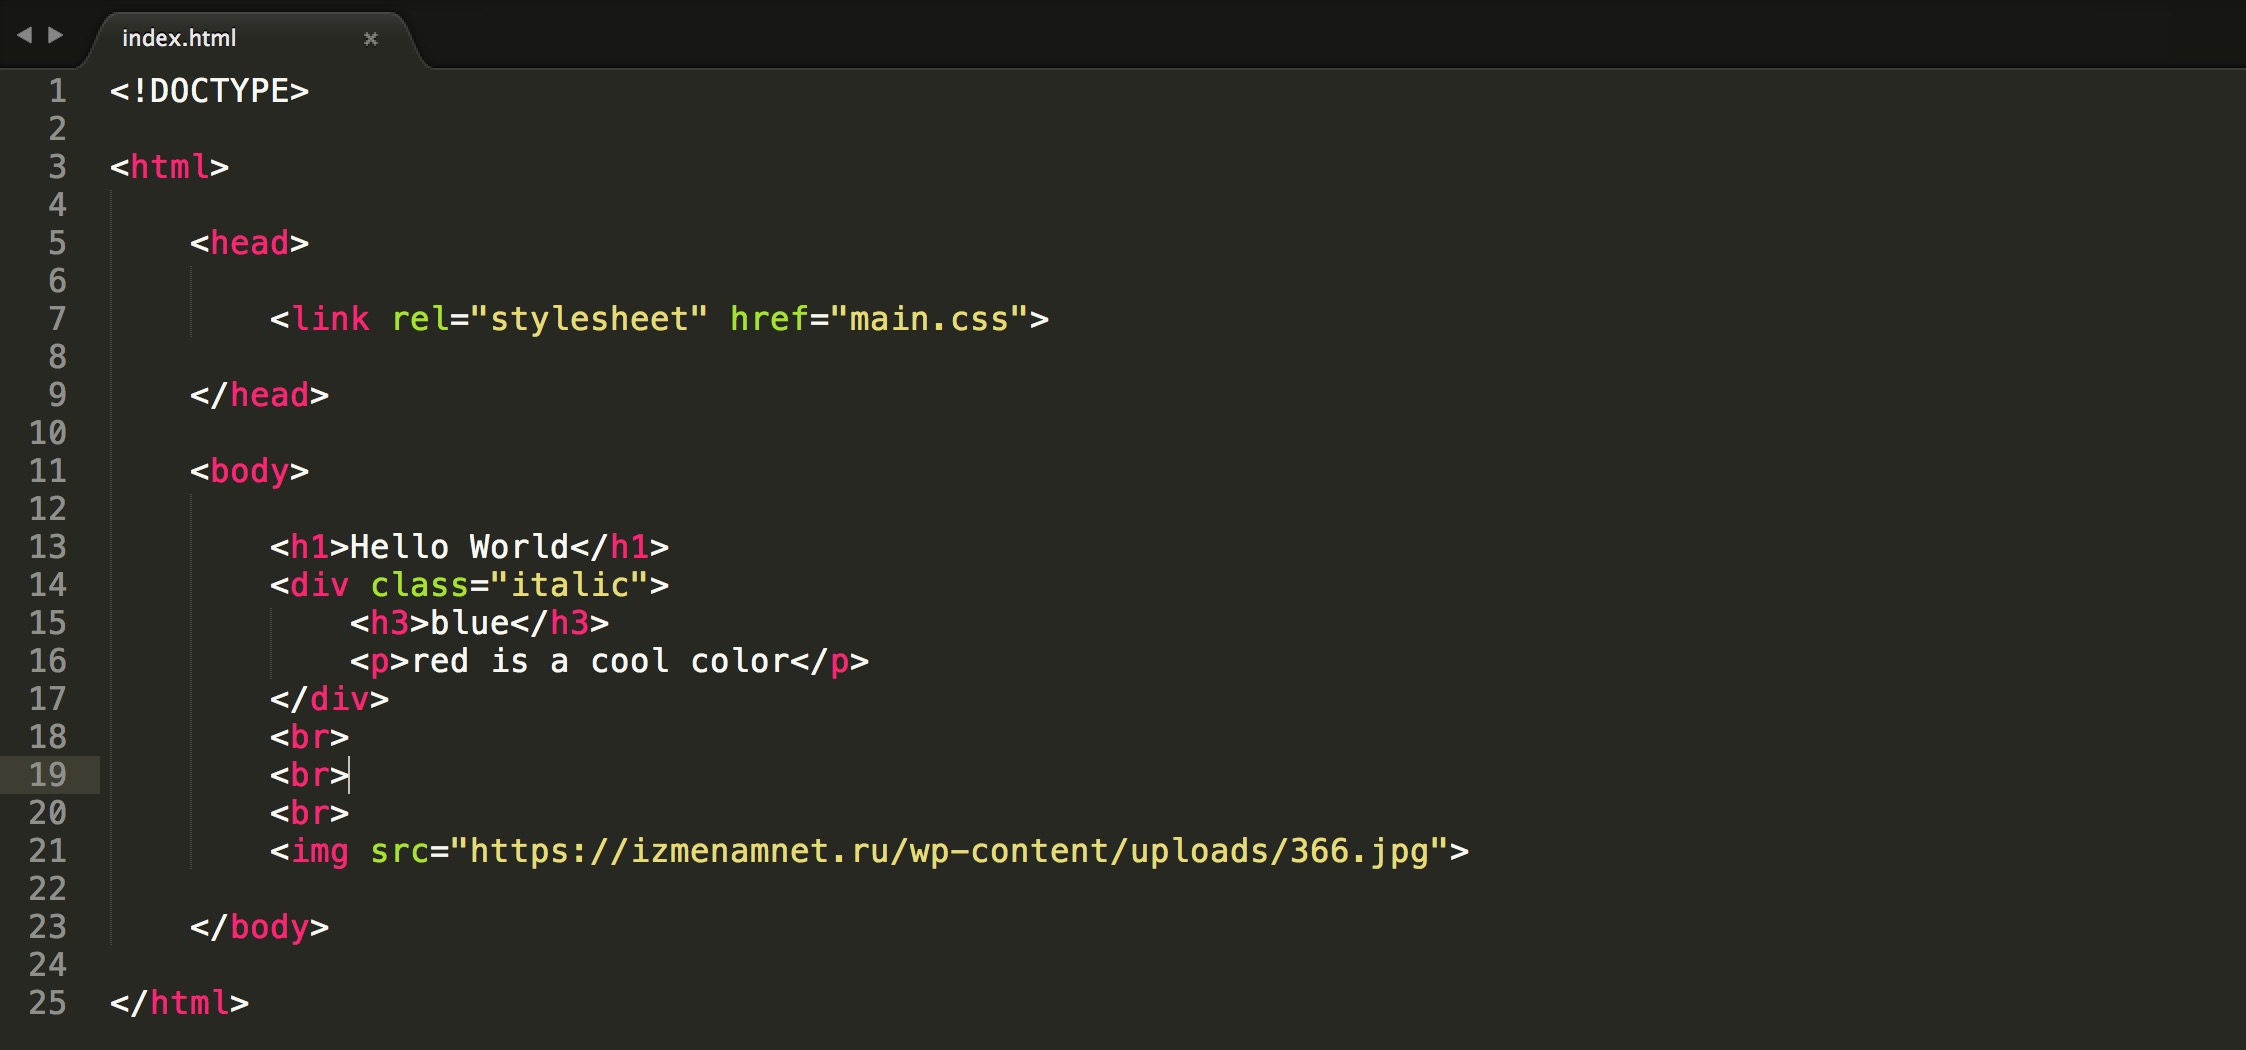 index.html
1 <!DOCTYPE>
2
3 <html>
4
5 <head>
6
7 <link rel="stylesheet" href="main.css">
8
9 </head>
10
11 <body>
12
13 <h1>Hello World</h1>
14 <div class="italic">
15 <h3>blue</h3>
16 <p>red is a cool color</p>
17 </div>
18 <br>
19 <br>
20 <br>
21 <img src="https://izmenamnet.ru/wp-content/uploads/366.jpg">
22
23 </body>
24
25 </html>